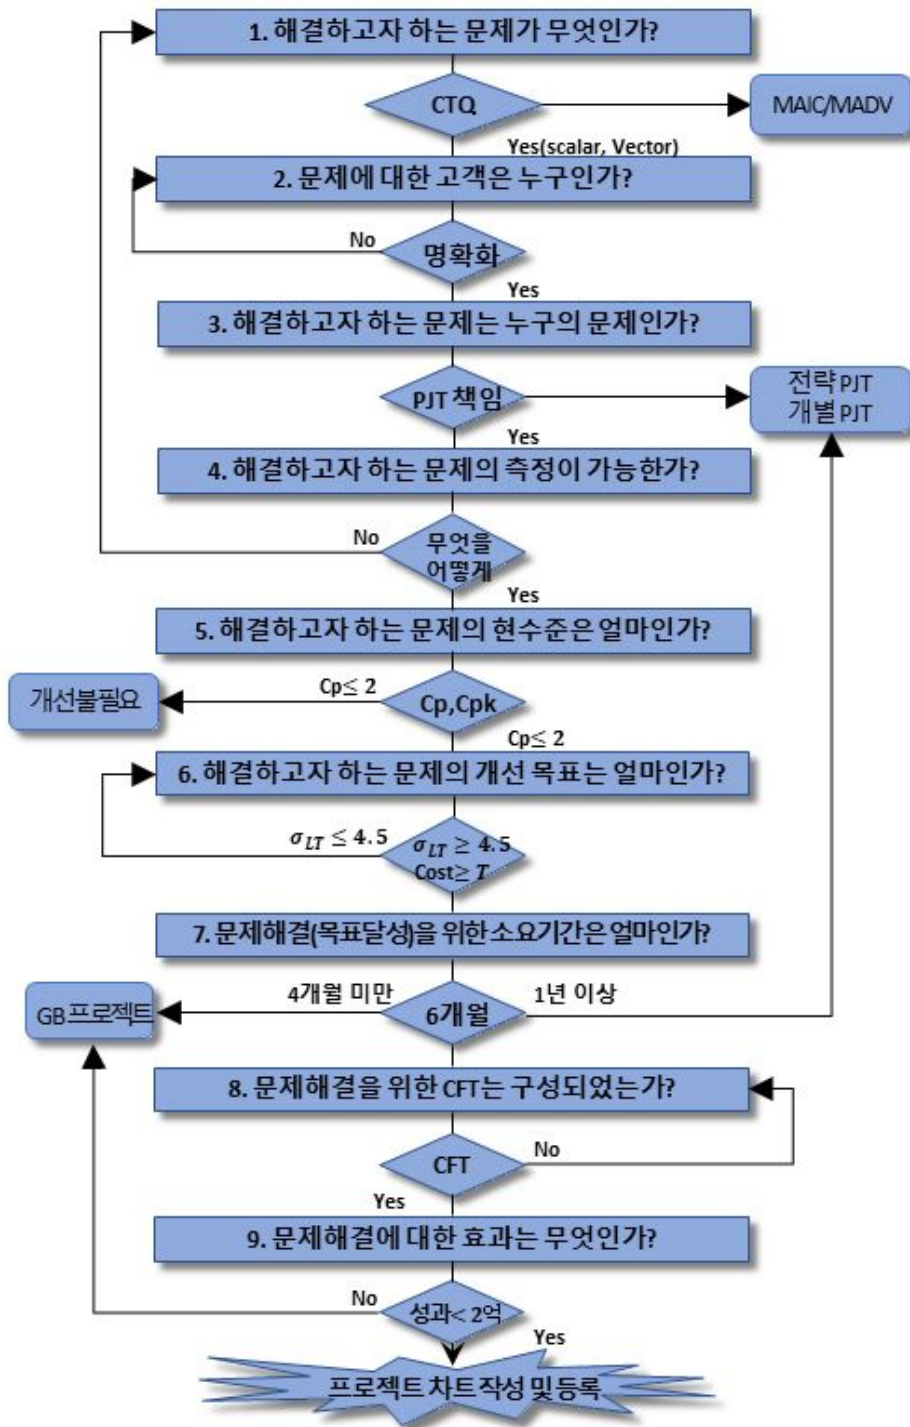 1. 해결하고자 하는 문제가 무엇인가?
CTQ
MAIC/MADV
Yes(scalar, Vector)
2. 문제에 대한 고객은 누구인가?
No
명확화
Yes
3. 해결하고자 하는 문제는 누구의 문제인가?
전략 PJT
개별 PJT
PJT 책임
Yes
4. 해결하고자 하는 문제의 측정이 가능한가?
No
무엇을
어떻게
Yes
5. 해결하고자 하는 문제의 현수준은 얼마인가?
Cp≤ 2
개선불필요
Cp,Cpk
Cp≤ 2
6. 해결하고자 하는 문제의 개선 목표는 얼마인가?
σLT ≤ 4.5
σLT ≥ 4.5
Cost≥ T
7. 문제해결(목표달성)을 위한 소요기간은 얼마인가?
4개월 미만
1년 이상
GB 프로젝트
6개월
8. 문제해결을 위한 CFT는 구성되었는가?
CFT
No
Yes
9. 문제해결에 대한 효과는 무엇인가?
No
성과< 2억
Yes
프로젝트 차트 작성 및 등록